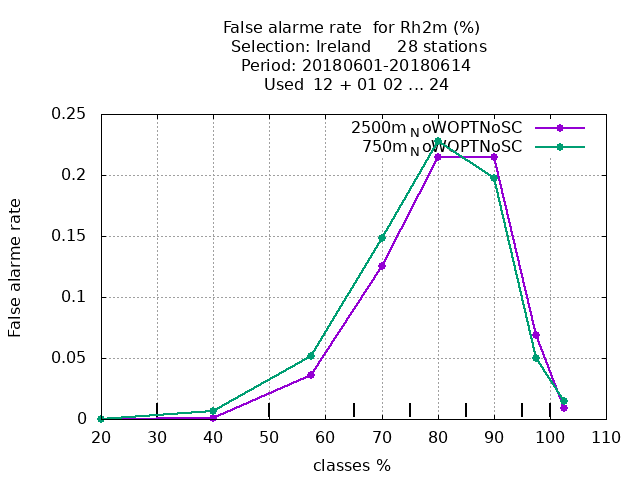 False alarme rate  for Rh2m (%)
Selection: Ireland     28 stations
Period: 20180601-20180614
Used  12 + 01 02 ... 24
2500m_NoWOPTNoSC
750m_NoWOPTNoSC
False alarme rate
0.25
0.2
0.15
0.1
0.05
0
20 30 40 50 60 70 80 90 100 110
classes %